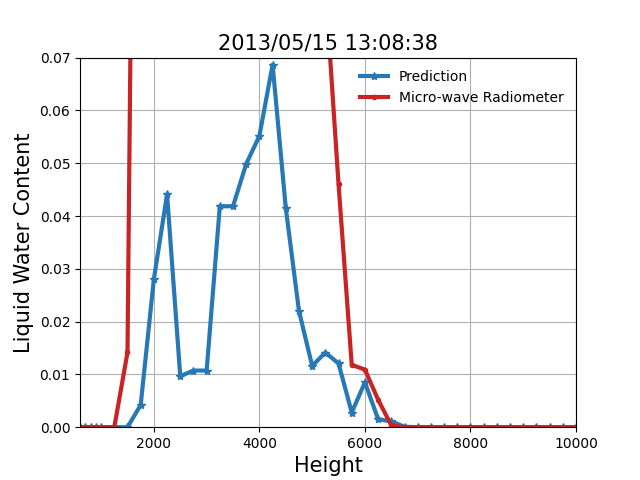 2013/05/15 13:08:38
0.07
0.06
0.05
0.04
0.03
0.02
0.01
0.00
Liquid Water Content
Prediction
Micro-wave Radiometer
2000 4000 6000 8000 10000
Height